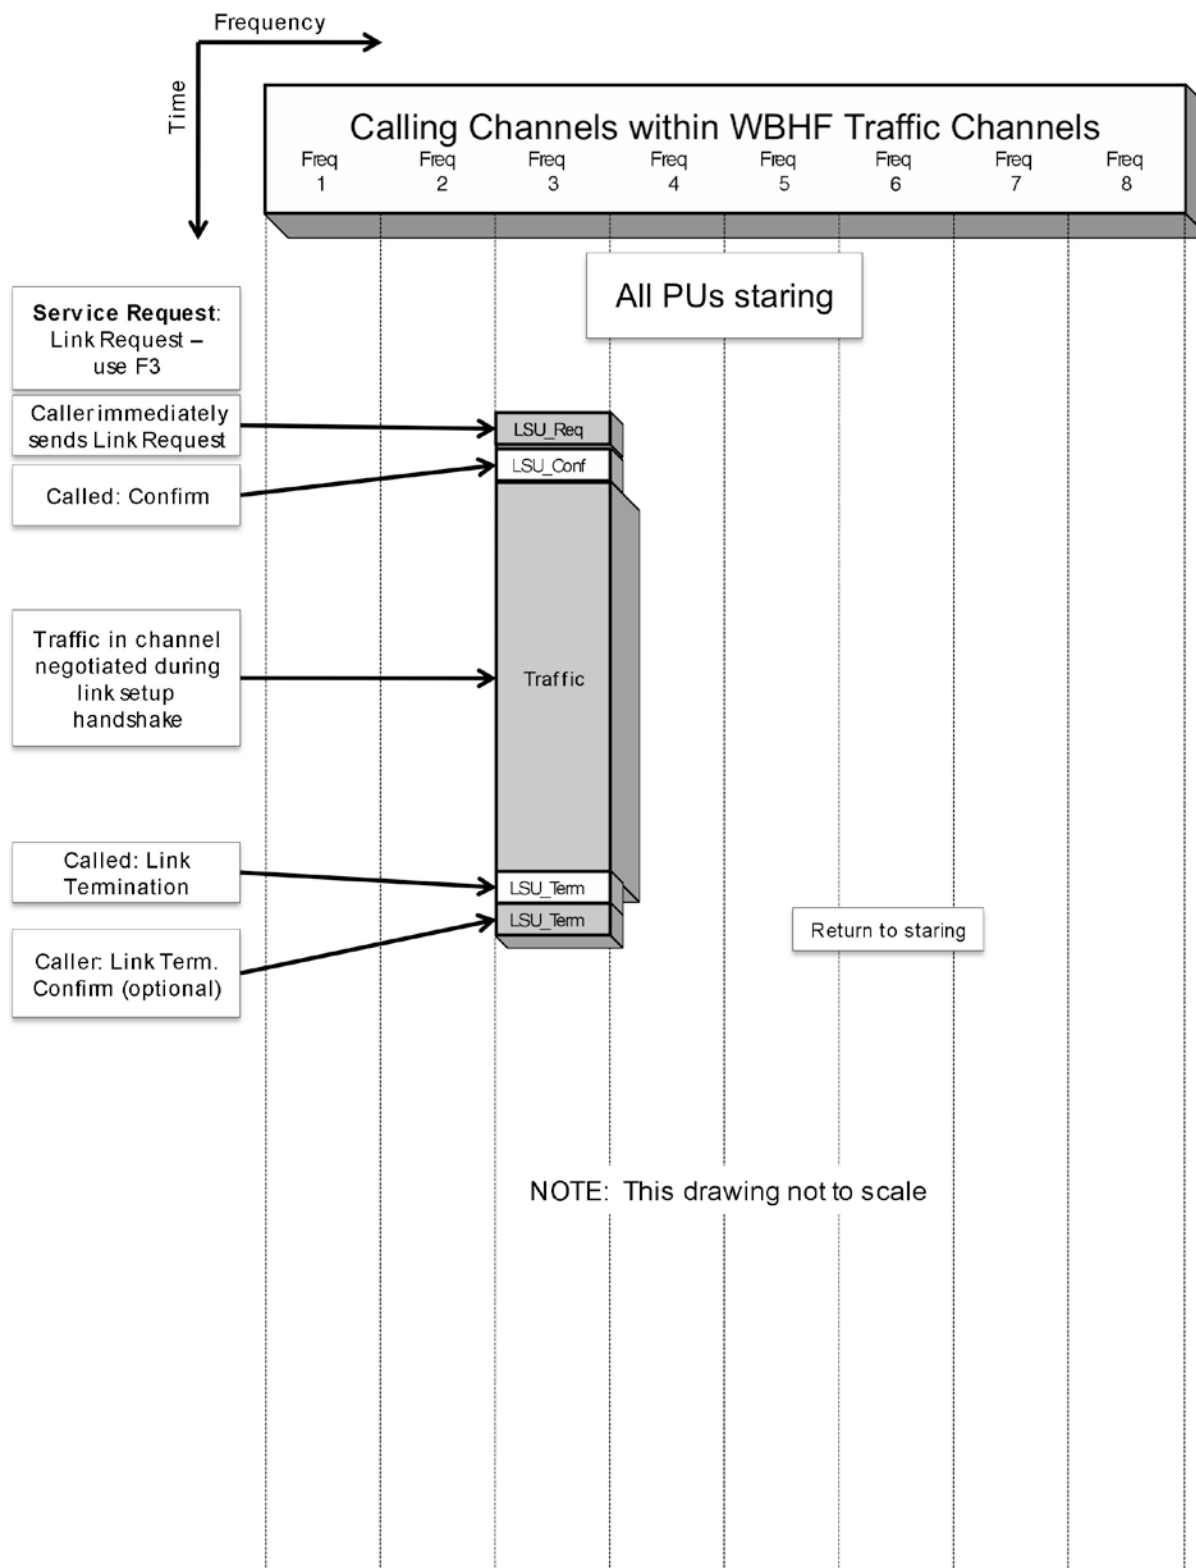 Frequency
Time
Calling Channels within WBHF Traffic Channels
Freq Freq Freq Freq Freq Freq Freq Freq
1 2 3 4 5 6 7 8
All PUs staring
Service Request:
Link Request –
use F3
Caller immediately
sends Link Request
LSU_Req
Called: Confirm
LSU_Conf
Traffic in channel
negotiated during
link setup
handshake
Traffic
Called: Link
Termination
LSU_Term
LSU_Term
Return to staring
Caller: Link Term.
Confirm (optional)
NOTE: This drawing not to scale